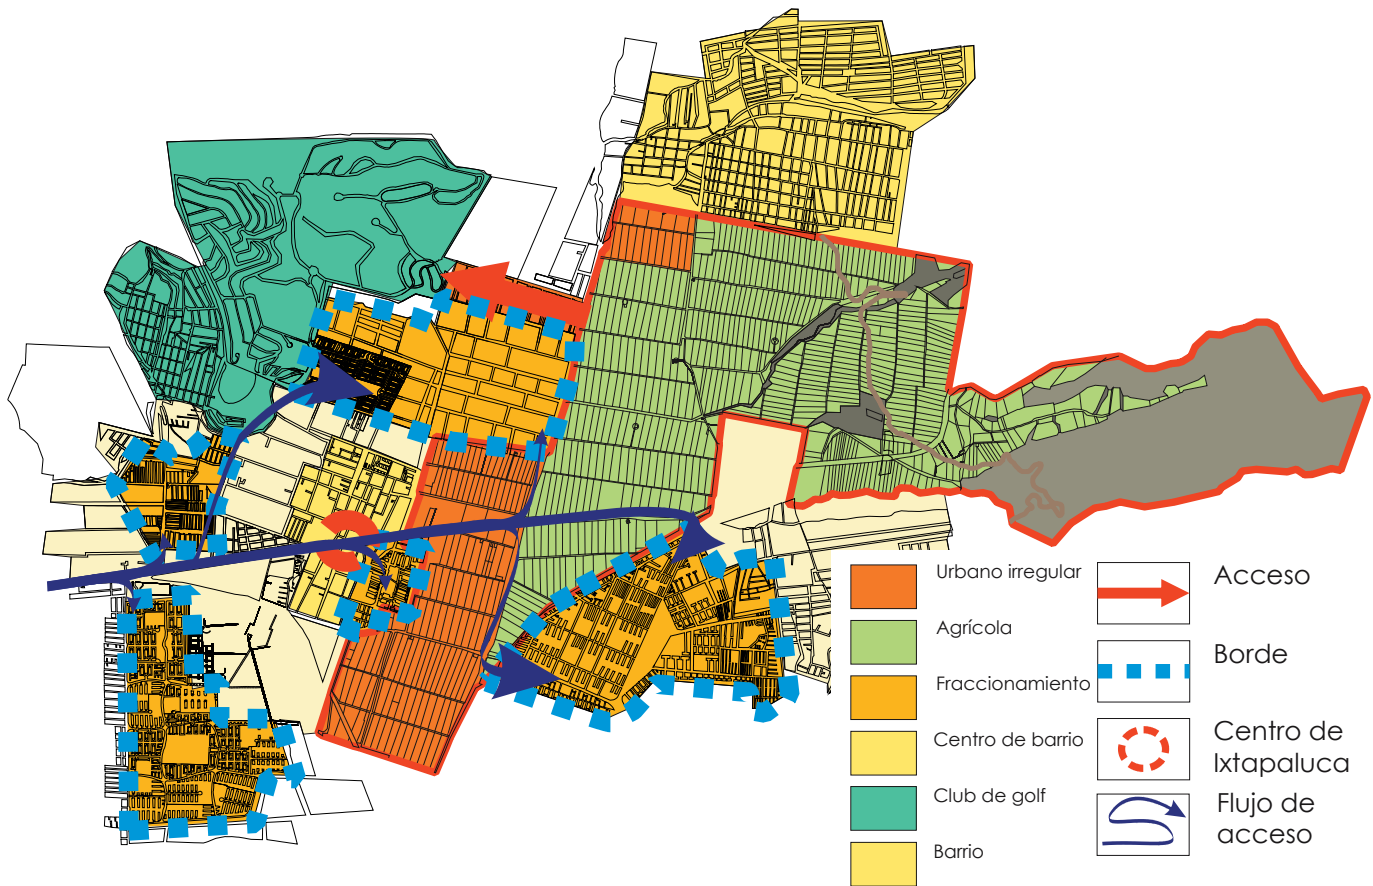 Urbano irregular
Agrícola
Fraccionamiento
Centro de barrio
Club de golf
Barrio
Acceso
Borde
Centro de
Ixtapaluca
Flujo de
acceso